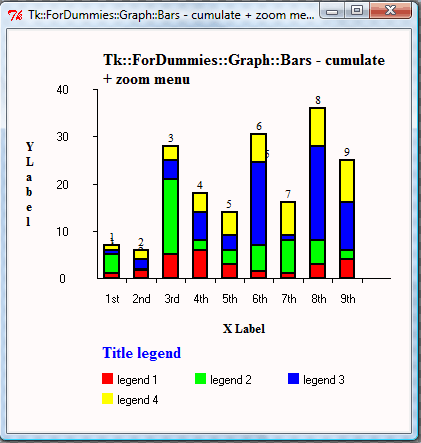 Tk::ForDummies::Graph::Bars - cumulate + zoom me...
Tk::ForDummies::Graph::Bars - cumulate
+ zoom menu
Y Label
40
30
20
10
0
1
2
3
4
5
6
7
8
9
1st 2nd 3rd 4th 5th 6th 7th 8th 9th
X Label
Title legend
legend 1 legend 2 legend 3
legend 4